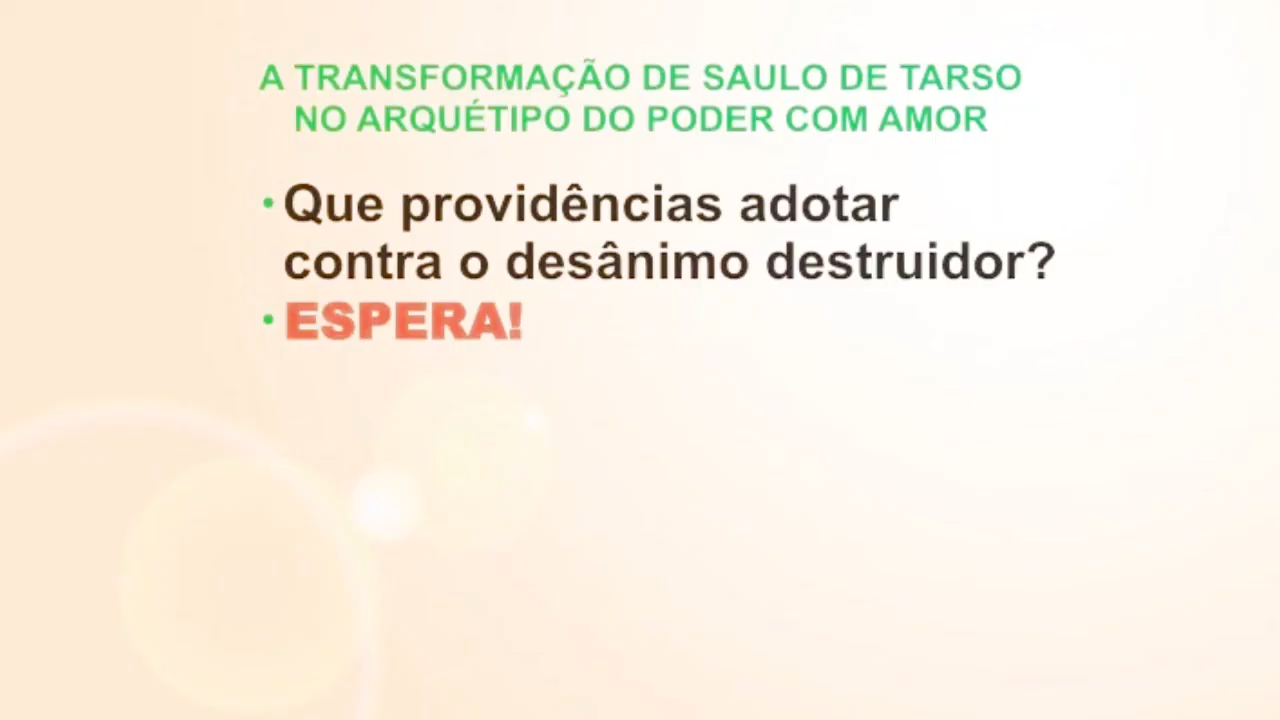 A TRANSFORMAÇÃO DE SAULO DE TARSO
NO ARQUÉTIPO DO PODER COM AMOR
• Que providências adotar
contra o desânimo destruidor?
• ESPERA!